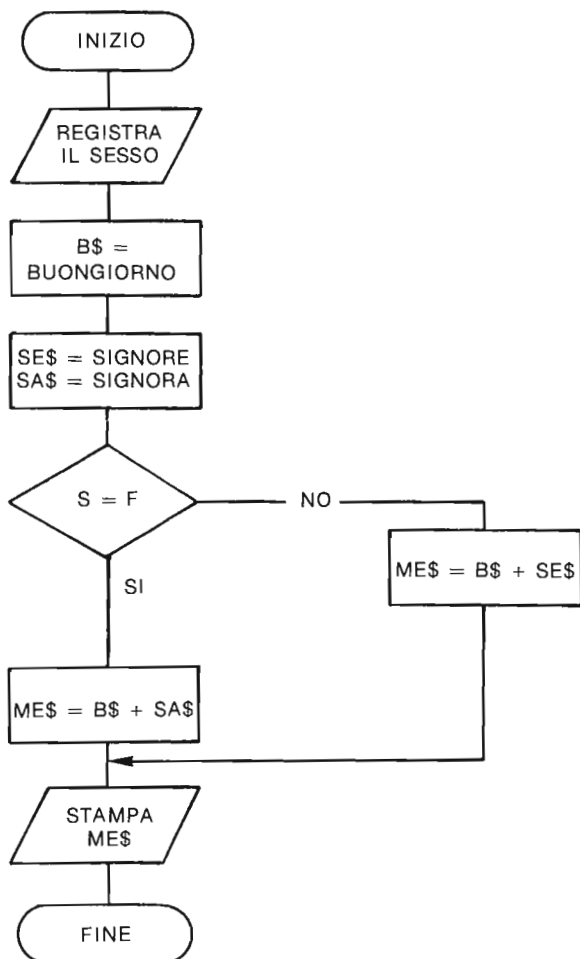 INIZIO
REGISTRA
IL SESSO
B$ =
BUONGIORNO
SE$ = SIGNORE
SA$ = SIGNORA
S = F
NO
ME$ = B$ + SE$
SI
ME$ = B$ + SA$
STAMPA
ME$
FINE